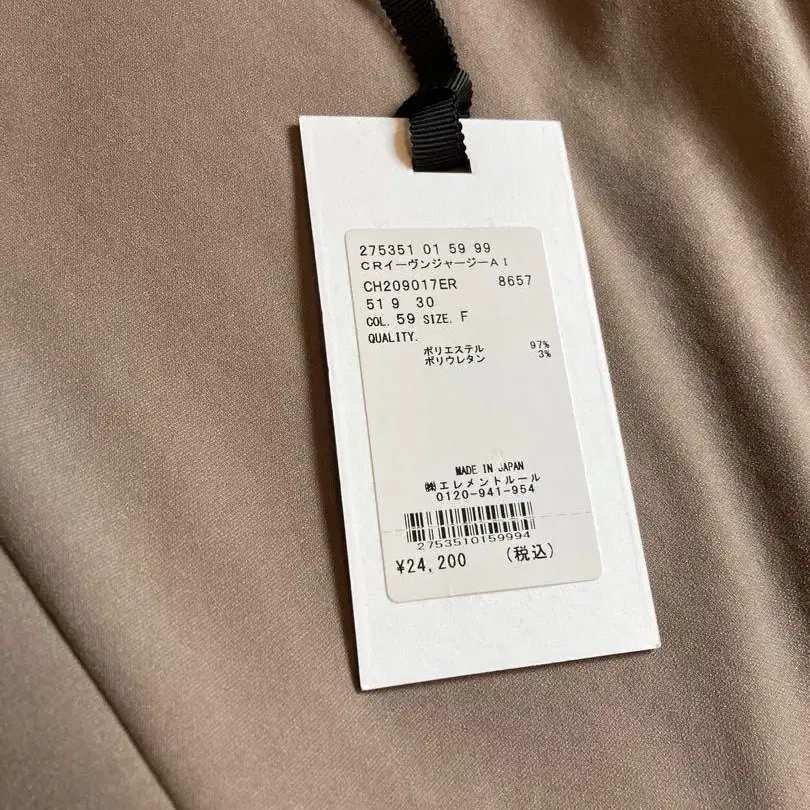 275351 01 59 99
CRイーヴンジャージーAI
CH209017ER 8657
51 9 30
COL. 59 SIZE. F
QUALITY.
ポリエステル 97%
ポリウレタン 3%
MADE IN JAPAN
㈱エレメントルール
0120-941-954
2753510159994
¥24,200 (税込)